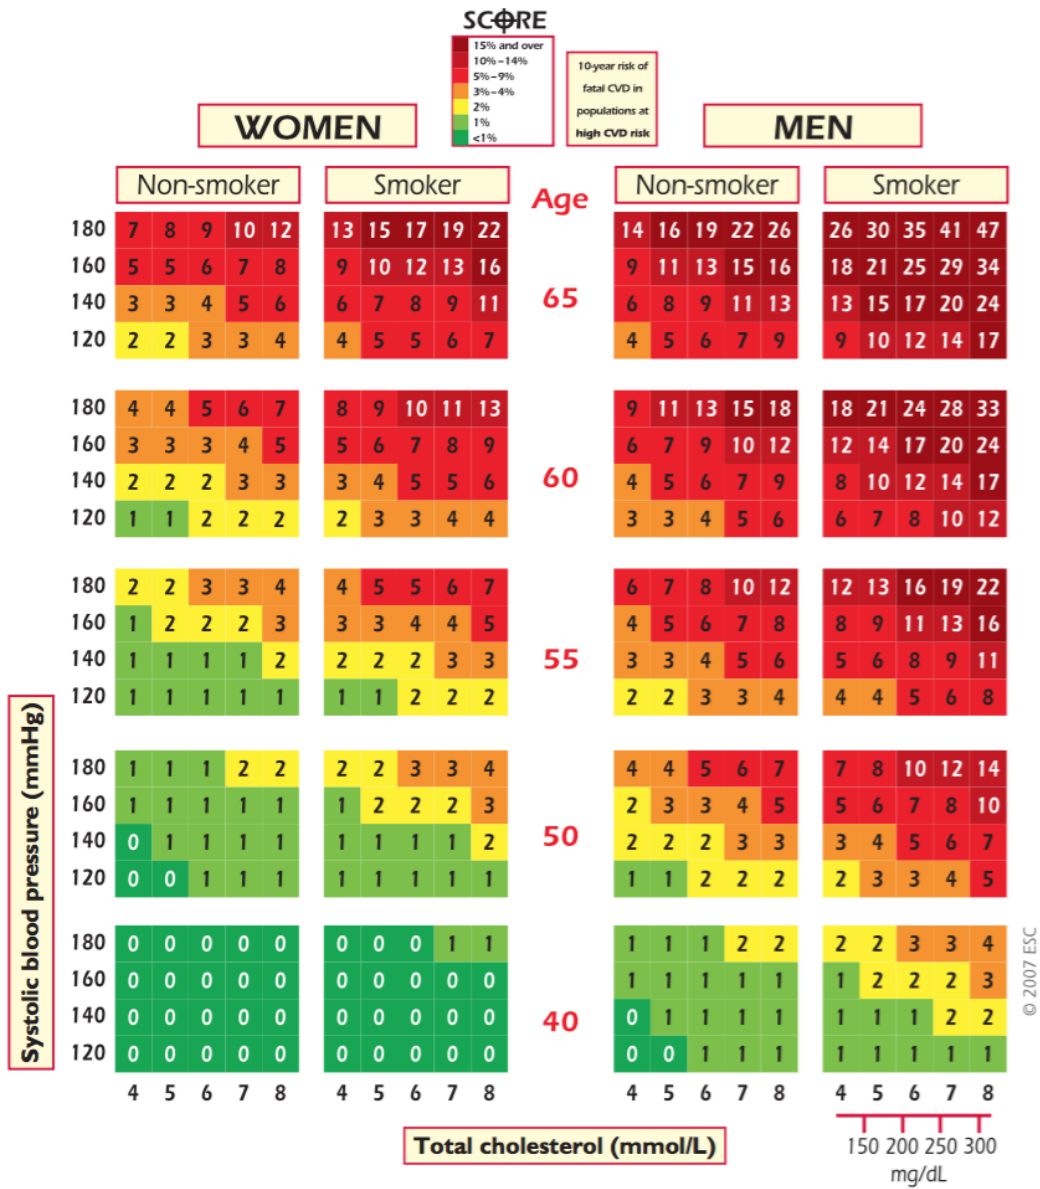 SCORE
15% and over
10%–14%
5%–9%
3%–4%
2%
1%
<1%
10-year risk of
fatal CVD in
populations at
high CVD risk
WOMEN
MEN
Non-smoker Smoker Age Non-smoker Smoker
180 7 8 9 10 12 13 15 17 19 22 14 16 19 22 26 26 30 35 41 47
160 5 5 6 7 8 9 10 12 13 16 9 11 13 15 16 18 21 25 29 34
65
140 3 3 4 5 6 6 7 8 9 11 6 8 9 11 13 13 15 17 20 24
120 2 2 3 3 4 4 5 5 6 7 4 5 6 7 9 9 10 12 14 17
180 4 4 5 6 7 8 9 10 11 13 9 11 13 15 18 18 21 24 28 33
160 3 3 3 4 5 5 6 7 8 9 6 7 9 10 12 12 14 17 20 24
60
140 2 2 2 3 3 3 4 5 5 6 4 5 6 7 9 8 10 12 14 17
120 1 1 2 2 2 2 3 3 4 4 3 3 4 5 6 6 7 8 10 12
180 2 2 3 3 4 4 5 5 6 7 6 7 8 10 12 12 13 16 19 22
160 1 2 2 2 3 3 3 4 4 5 4 5 6 7 8 8 9 11 13 16
55
140 1 1 1 1 2 2 2 2 3 3 3 3 4 5 6 5 6 8 9 11
120 1 1 1 1 1 1 1 2 2 2 2 2 3 3 4 4 4 5 6 8
180 1 1 1 2 2 2 2 3 3 4 4 4 5 6 7 7 8 10 12 14
160 1 1 1 1 1 1 2 2 2 3 2 3 3 4 5 5 6 7 8 10
50
140 0 1 1 1 1 1 1 1 1 2 2 2 2 3 3 3 4 5 6 7
120 0 0 1 1 1 1 1 1 1 1 1 1 2 2 2 2 3 3 4 5
180 0 0 0 0 0 0 0 0 1 1 1 1 1 2 2 2 2 3 3 4
160 0 0 0 0 0 0 0 0 0 0 1 1 1 1 1 1 2 2 2 3
40
140 0 0 0 0 0 0 0 0 0 0 0 1 1 1 1 1 1 1 2 2
120 0 0 0 0 0 0 0 0 0 0 0 0 1 1 1 1 1 1 1 1
4 5 6 7 8 4 5 6 7 8 4 5 6 7 8 4 5 6 7 8
Systolic blood pressure (mmHg)
Total cholesterol (mmol/L)
150 200 250 300
mg/dL
© 2007 ESC